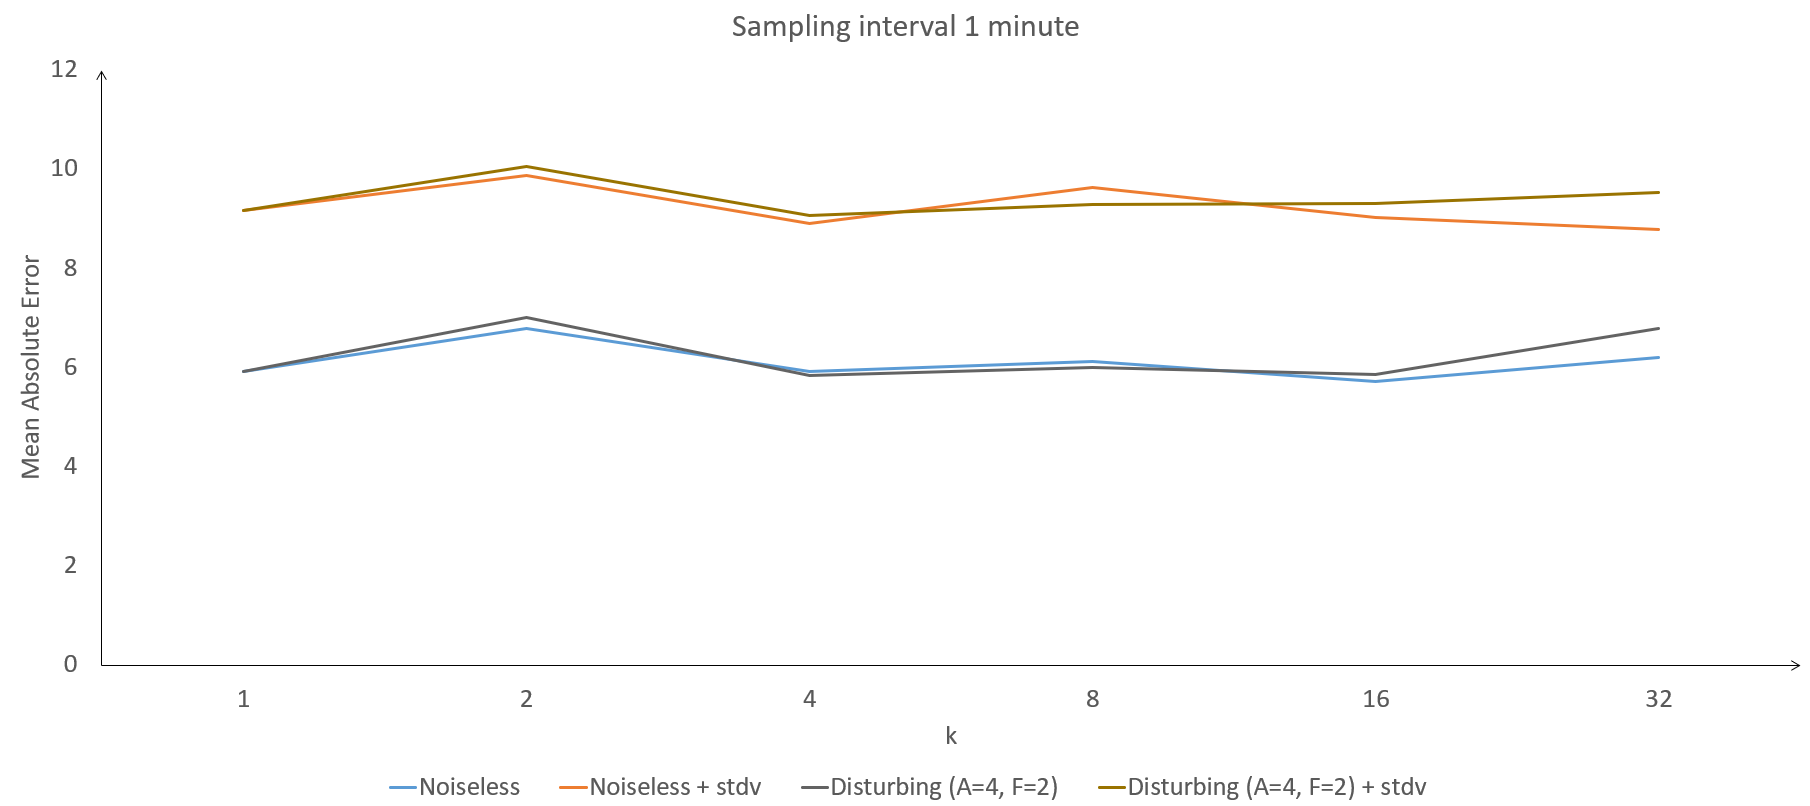 Sampling interval 1 minute
12
10
8
6
4
2
0
Mean Absolute Error
1 2 4 8 16 32
k
Noiseless Noiseless + stdv Disturbing (A=4, F=2) Disturbing (A=4, F=2) + stdv